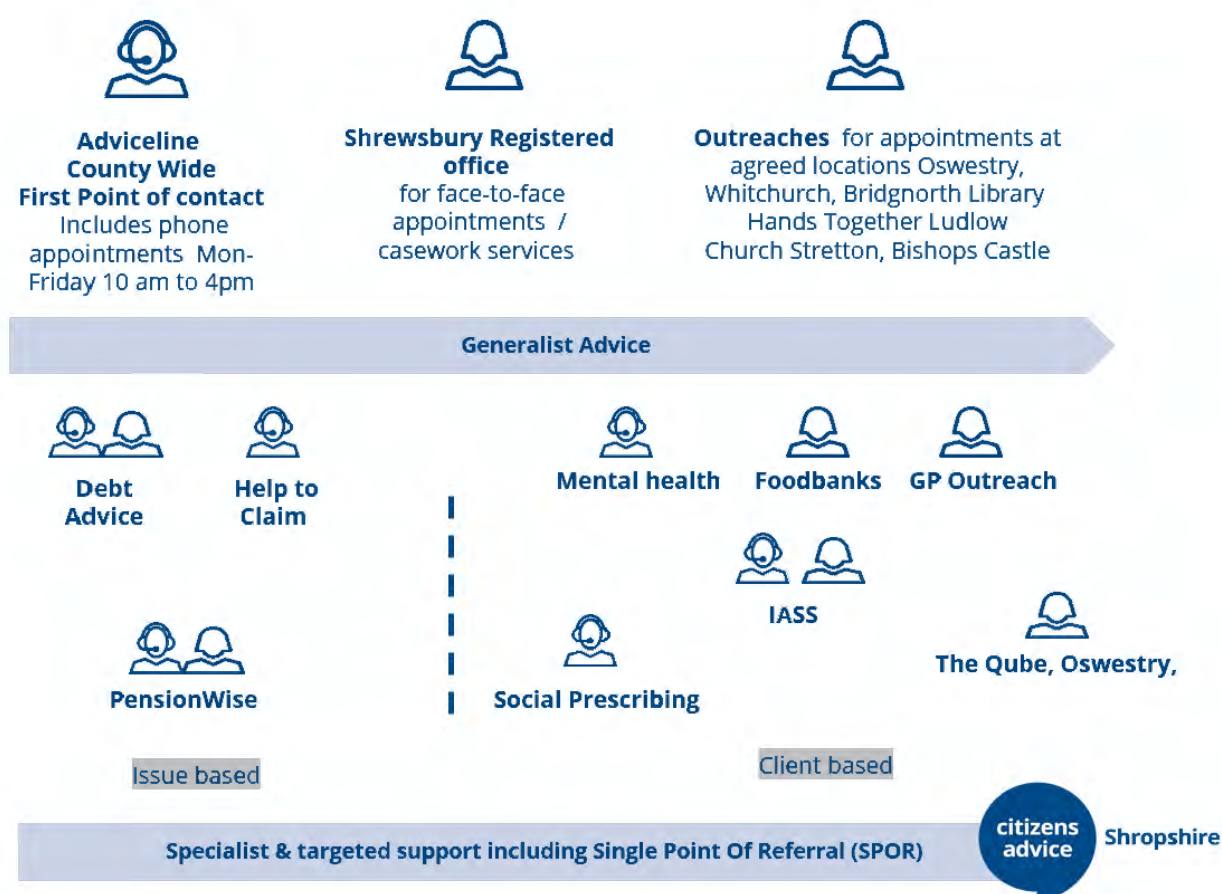 Adviceline
County Wide
First Point of contact
Includes phone
appointments Mon-
Friday 10 am to 4pm
Shrewsbury Registered
office
for face-to-face
appointments /
casework services
Outreaches for appointments at
agreed locations Oswestry,
Whitchurch, Bridgnorth Library
Hands Together Ludlow
Church Stretton, Bishops Castle
Generalist Advice
Debt
Advice
Help to
Claim
PensionWise
Issue based
Mental health
Foodbanks
GP Outreach
IASS
Social Prescribing
The Qube, Oswestry,
Client based
Specialist & targeted support including Single Point Of Referral (SPOR)
citizens
advice
Shropshire